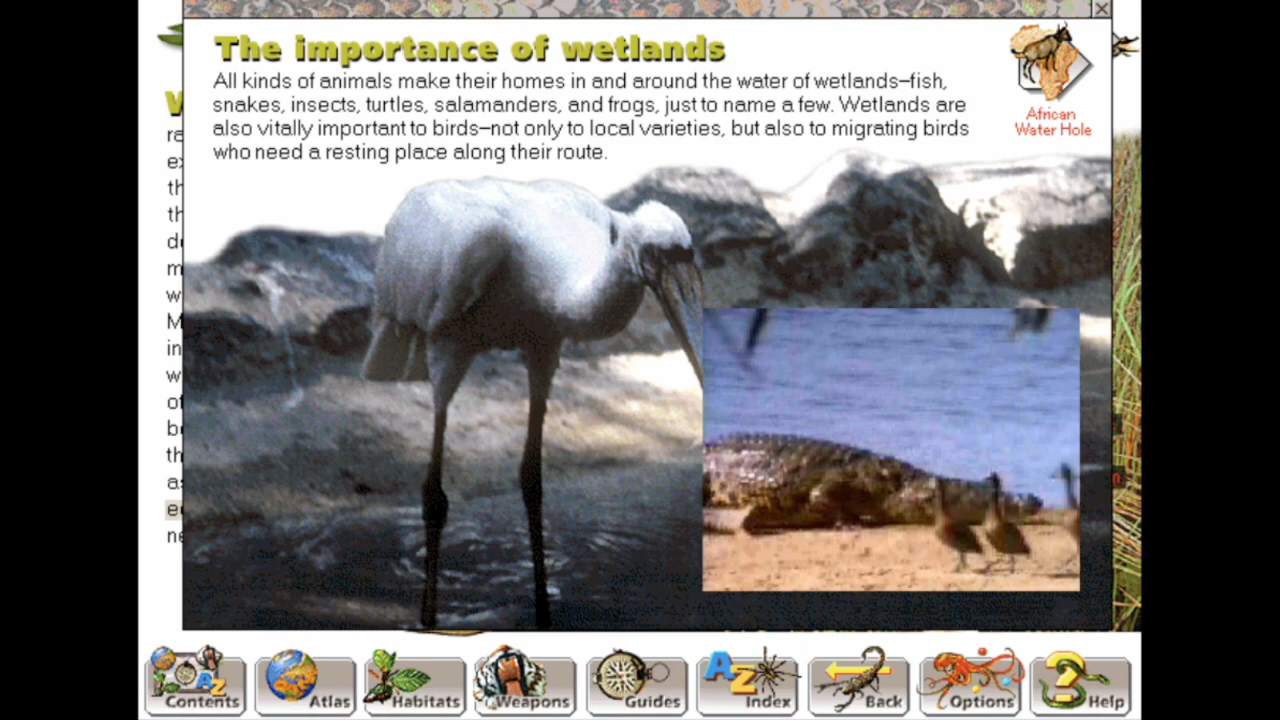 The importance of wetlands
All kinds of animals make their homes in and around the water of wetlands–fish,
snakes, insects, turtles, salamanders, and frogs, just to name a few. Wetlands are
also vitally important to birds–not only to local varieties, but also to migrating birds
who need a resting place along their route.
African
Water Hole
Contents
Atlas
Habitats
Weapons
Guides
A Z
Index
Back
Options
Help